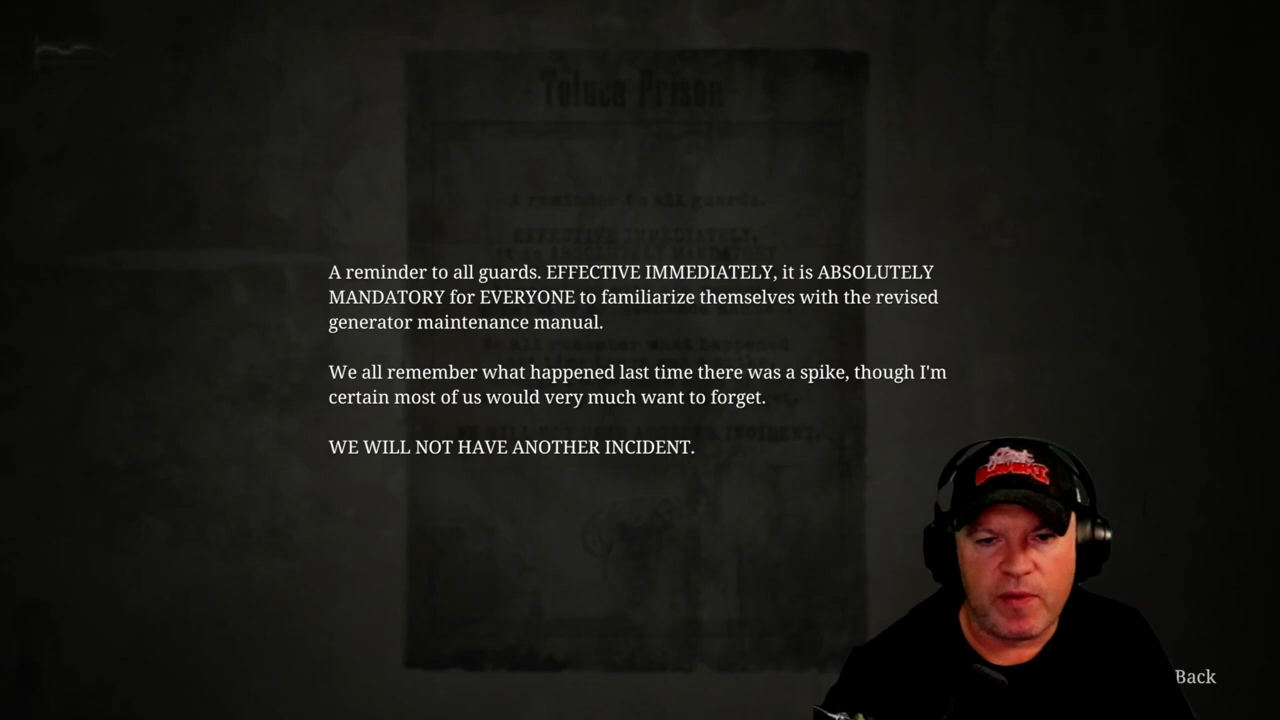 Toluca Prison
A reminder to all guards. EFFECTIVE IMMEDIATELY, it is ABSOLUTELY
MANDATORY for EVERYONE to familiarize themselves with the revised
generator maintenance manual.
We all remember what happened last time there was a spike, though I'm
certain most of us would very much want to forget.
WE WILL NOT HAVE ANOTHER INCIDENT.
Back